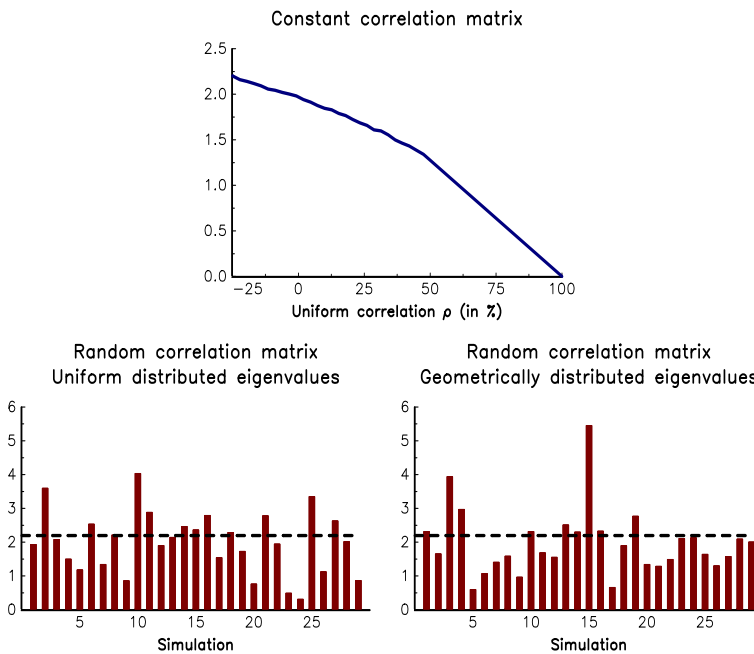 Constant correlation matrix
2.5
2.0
1.5
1.0
0.5
0.0
−25 0 25 50 75 100
Uniform correlation ρ (in %)
Random correlation matrix
Uniform distributed eigenvalues
6
5
4
3
2
1
0
5 10 15 20 25
Simulation
Random correlation matrix
Geometrically distributed eigenvalues
6
5
4
3
2
1
0
5 10 15 20 25
Simulation